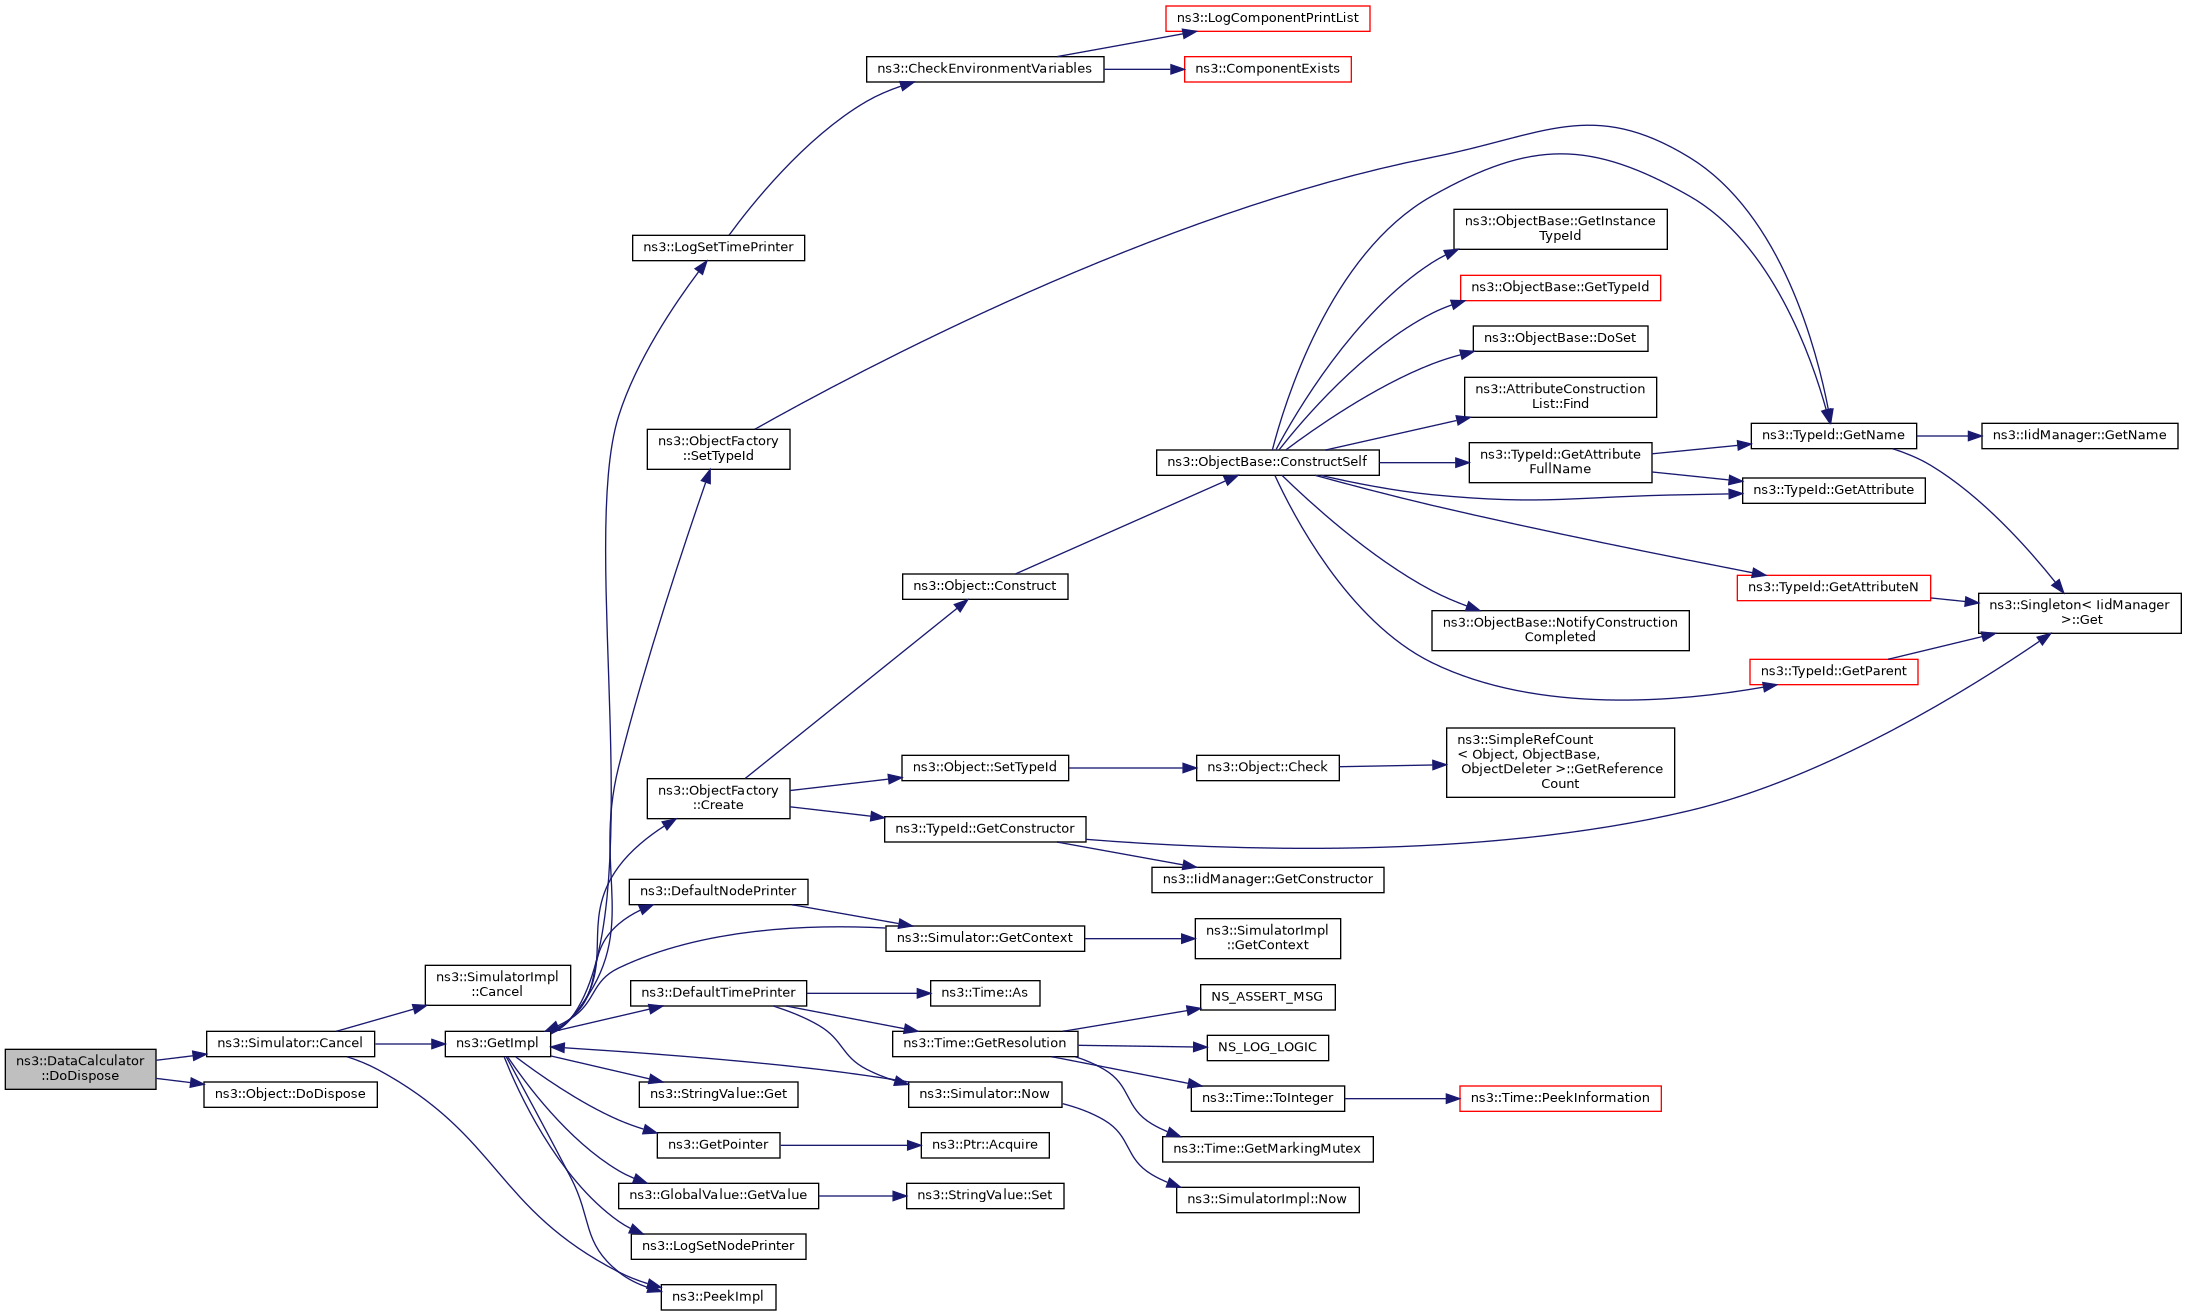 ns3::LogComponentPrintList
ns3::CheckEnvironmentVariables
ns3::ComponentExists
ns3::LogSetTimePrinter
ns3::ObjectBase::GetInstance
TypeId
ns3::ObjectBase::GetTypeId
ns3::ObjectBase::DoSet
ns3::AttributeConstruction
List::Find
ns3::ObjectFactory
::SetTypeId
ns3::ObjectBase::ConstructSelf
ns3::TypeId::GetAttribute
FullName
ns3::TypeId::GetName
ns3::IidManager::GetName
ns3::TypeId::GetAttribute
ns3::Object::Construct
ns3::TypeId::GetAttributeN
ns3::Singleton< IidManager
>::Get
ns3::ObjectBase::NotifyConstruction
Completed
ns3::TypeId::GetParent
ns3::ObjectFactory
::Create
ns3::Object::SetTypeId
ns3::Object::Check
ns3::SimpleRefCount
< Object, ObjectBase,
ObjectDeleter >::GetReference
Count
ns3::TypeId::GetConstructor
ns3::IidManager::GetConstructor
ns3::DefaultNodePrinter
ns3::Simulator::GetContext
ns3::SimulatorImpl
::GetContext
ns3::SimulatorImpl
::Cancel
ns3::DefaultTimePrinter
ns3::Time::As
NS_ASSERT_MSG
ns3::DataCalculator
::DoDispose
ns3::Simulator::Cancel
ns3::GetImpl
ns3::Time::GetResolution
NS_LOG_LOGIC
ns3::Object::DoDispose
ns3::StringValue::Get
ns3::Simulator::Now
ns3::Time::ToInteger
ns3::Time::PeekInformation
ns3::GetPointer
ns3::Ptr::Acquire
ns3::Time::GetMarkingMutex
ns3::GlobalValue::GetValue
ns3::StringValue::Set
ns3::SimulatorImpl::Now
ns3::LogSetNodePrinter
ns3::PeekImpl